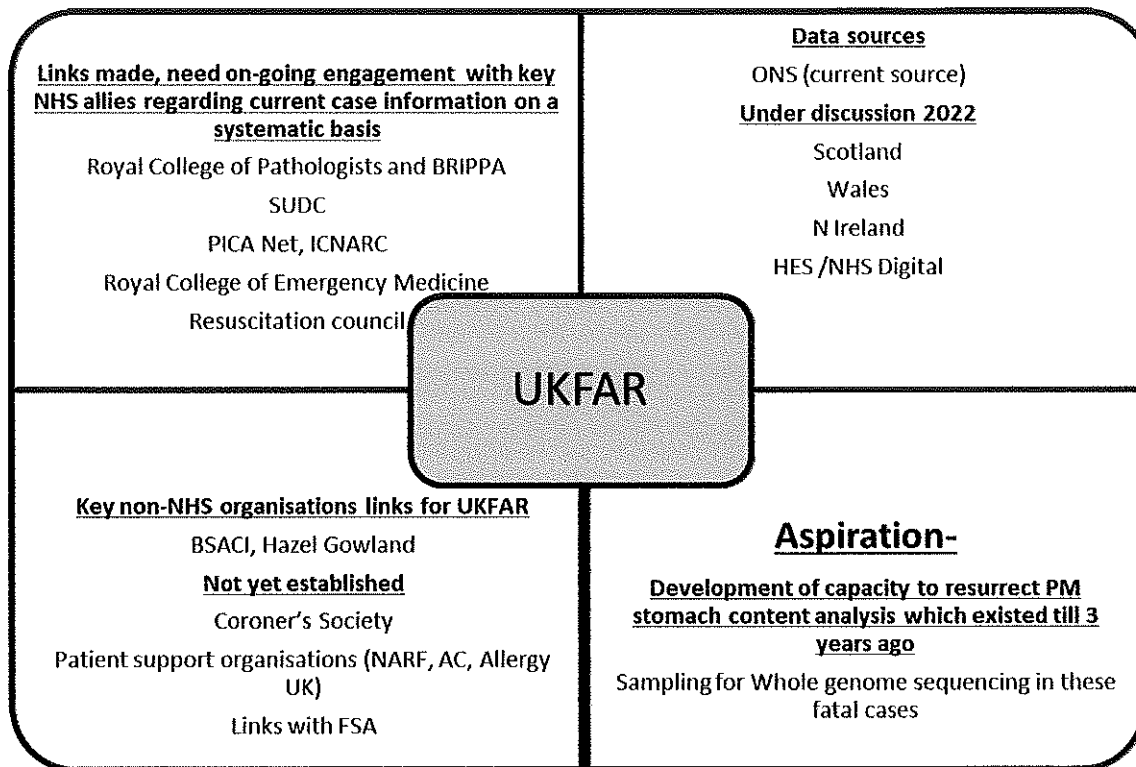 Links made, need on-going engagement with key
NHS allies regarding current case information on a
systematic basis
Royal College of Pathologists and BRIPPA
SUDC
PICA Net, ICNARC
Royal College of Emergency Medicine
Resuscitation council
Data sources
ONS (current source)
Under discussion 2022
Scotland
Wales
N Ireland
HES /NHS Digital
UKFAR
Key non-NHS organisations links for UKFAR
BSACI, Hazel Gowland
Not yet established
Coroner's Society
Patient support organisations (NARF, AC, Allergy
UK)
Links with FSA
Aspiration-
Development of capacity to resurrect PM
stomach content analysis which existed till 3
years ago
Sampling for Whole genome sequencing in these
fatal cases